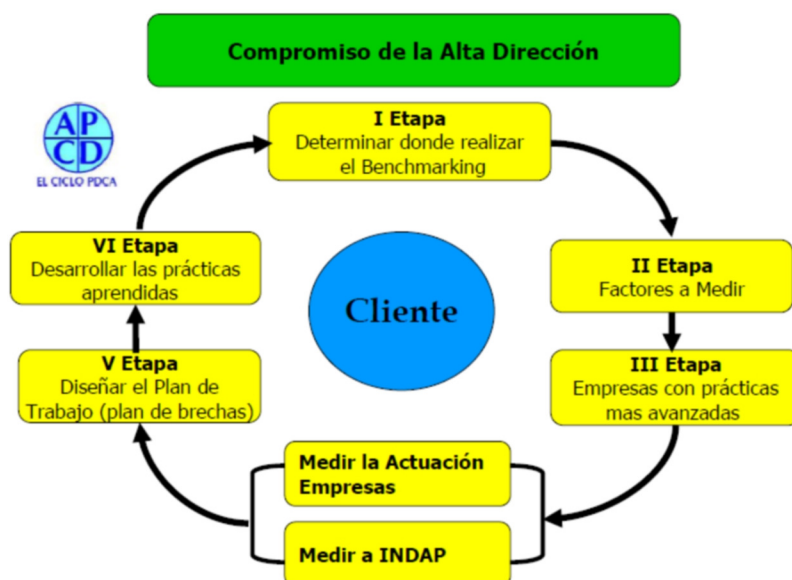 Compromiso de la Alta Dirección
A P
C D
EL CICLO PDCA
I Etapa
Determinar donde realizar
el Benchmarking
II Etapa
Factores a Medir
III Etapa
Empresas con prácticas
mas avanzadas
Medir la Actuación
Empresas
Medir a INDAP
V Etapa
Diseñar el Plan de
Trabajo (plan de brechas)
VI Etapa
Desarrollar las prácticas
aprendidas
Cliente